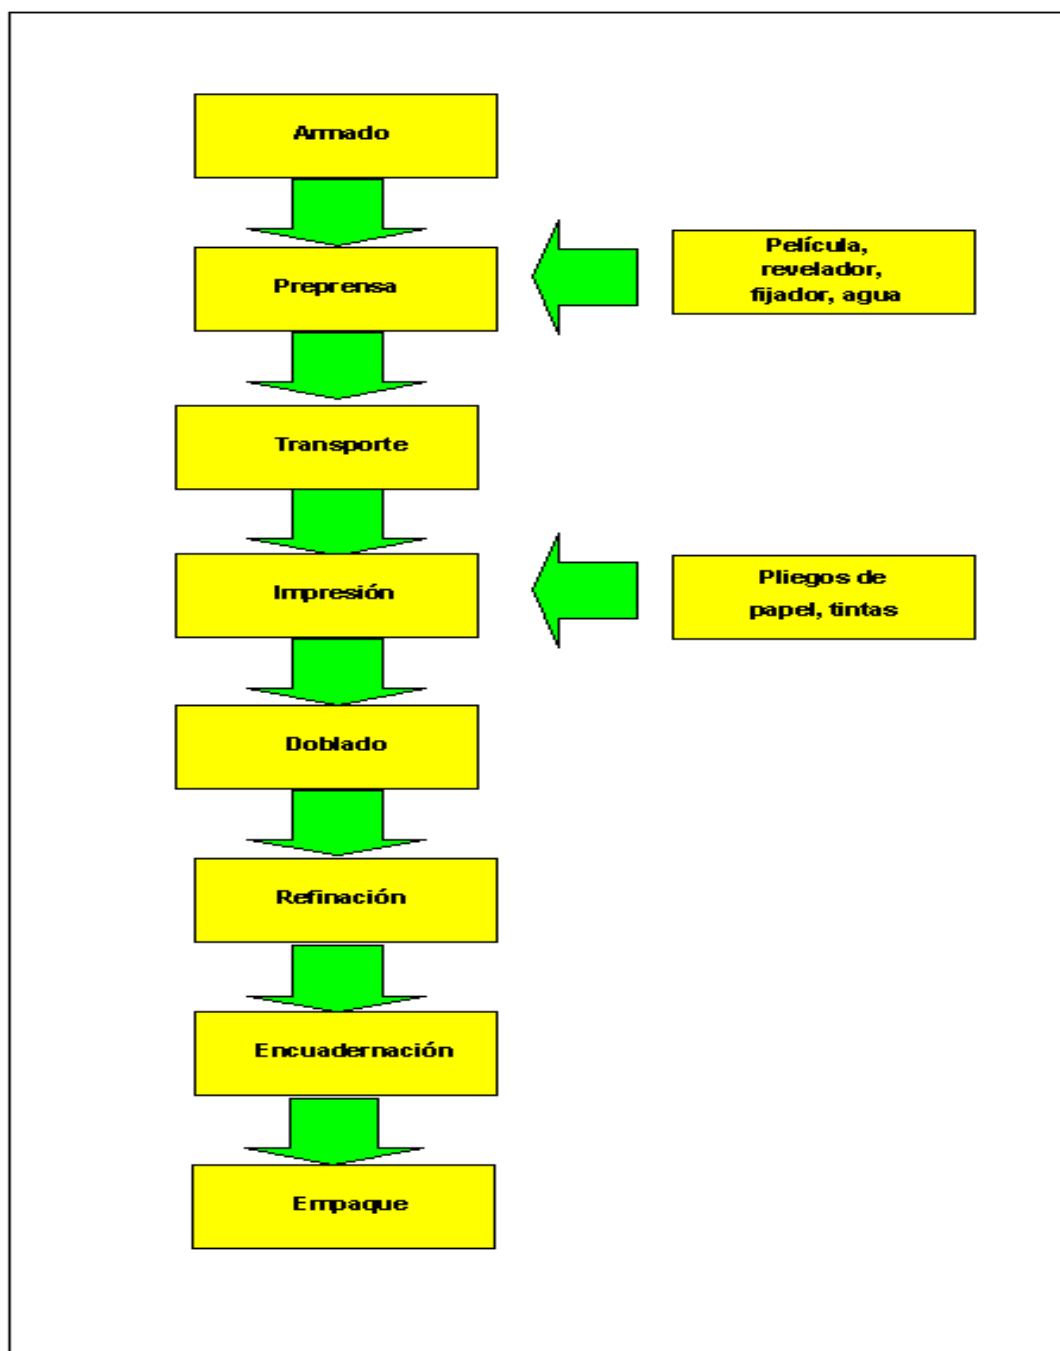 Armado
Preprensa
Película,
revelador,
fijador, agua
Transporte
Impresión
Pliegos de
papel, tintas
Doblado
Refinación
Encuadernación
Empaque